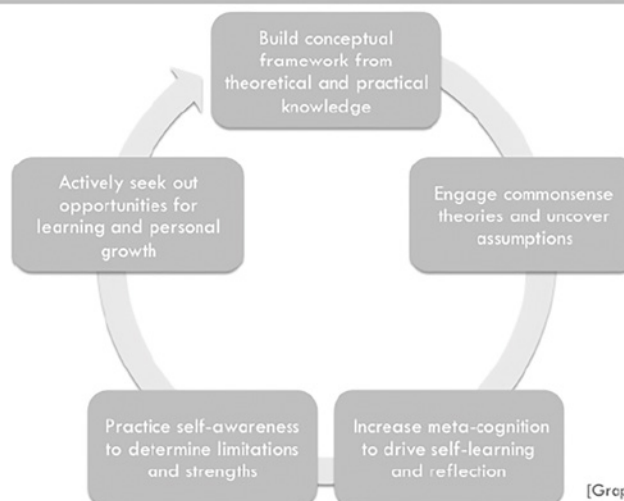 Build conceptual
framework from
theoretical and practical
knowledge
Engage commonsense
theories and uncover
assumptions
Increase meta-cognition
to drive self-learning
and reflection
Practice self-awareness
to determine limitations
and strengths
Actively seek out
opportunities for
learning and personal
growth
[Grap